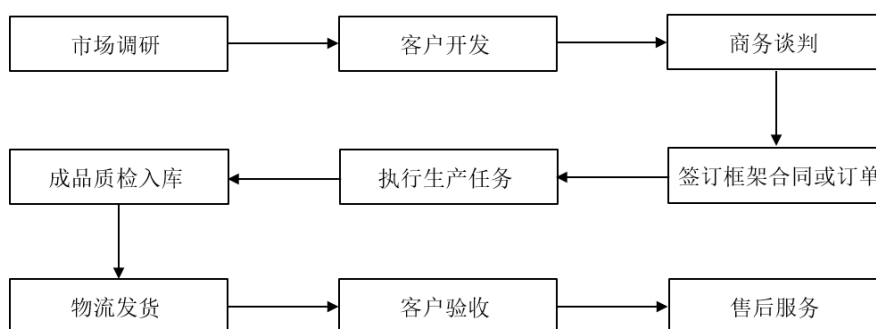 市场调研
客户开发
商务谈判
签订框架合同或订单
执行生产任务
成品质检入库
物流发货
客户验收
售后服务